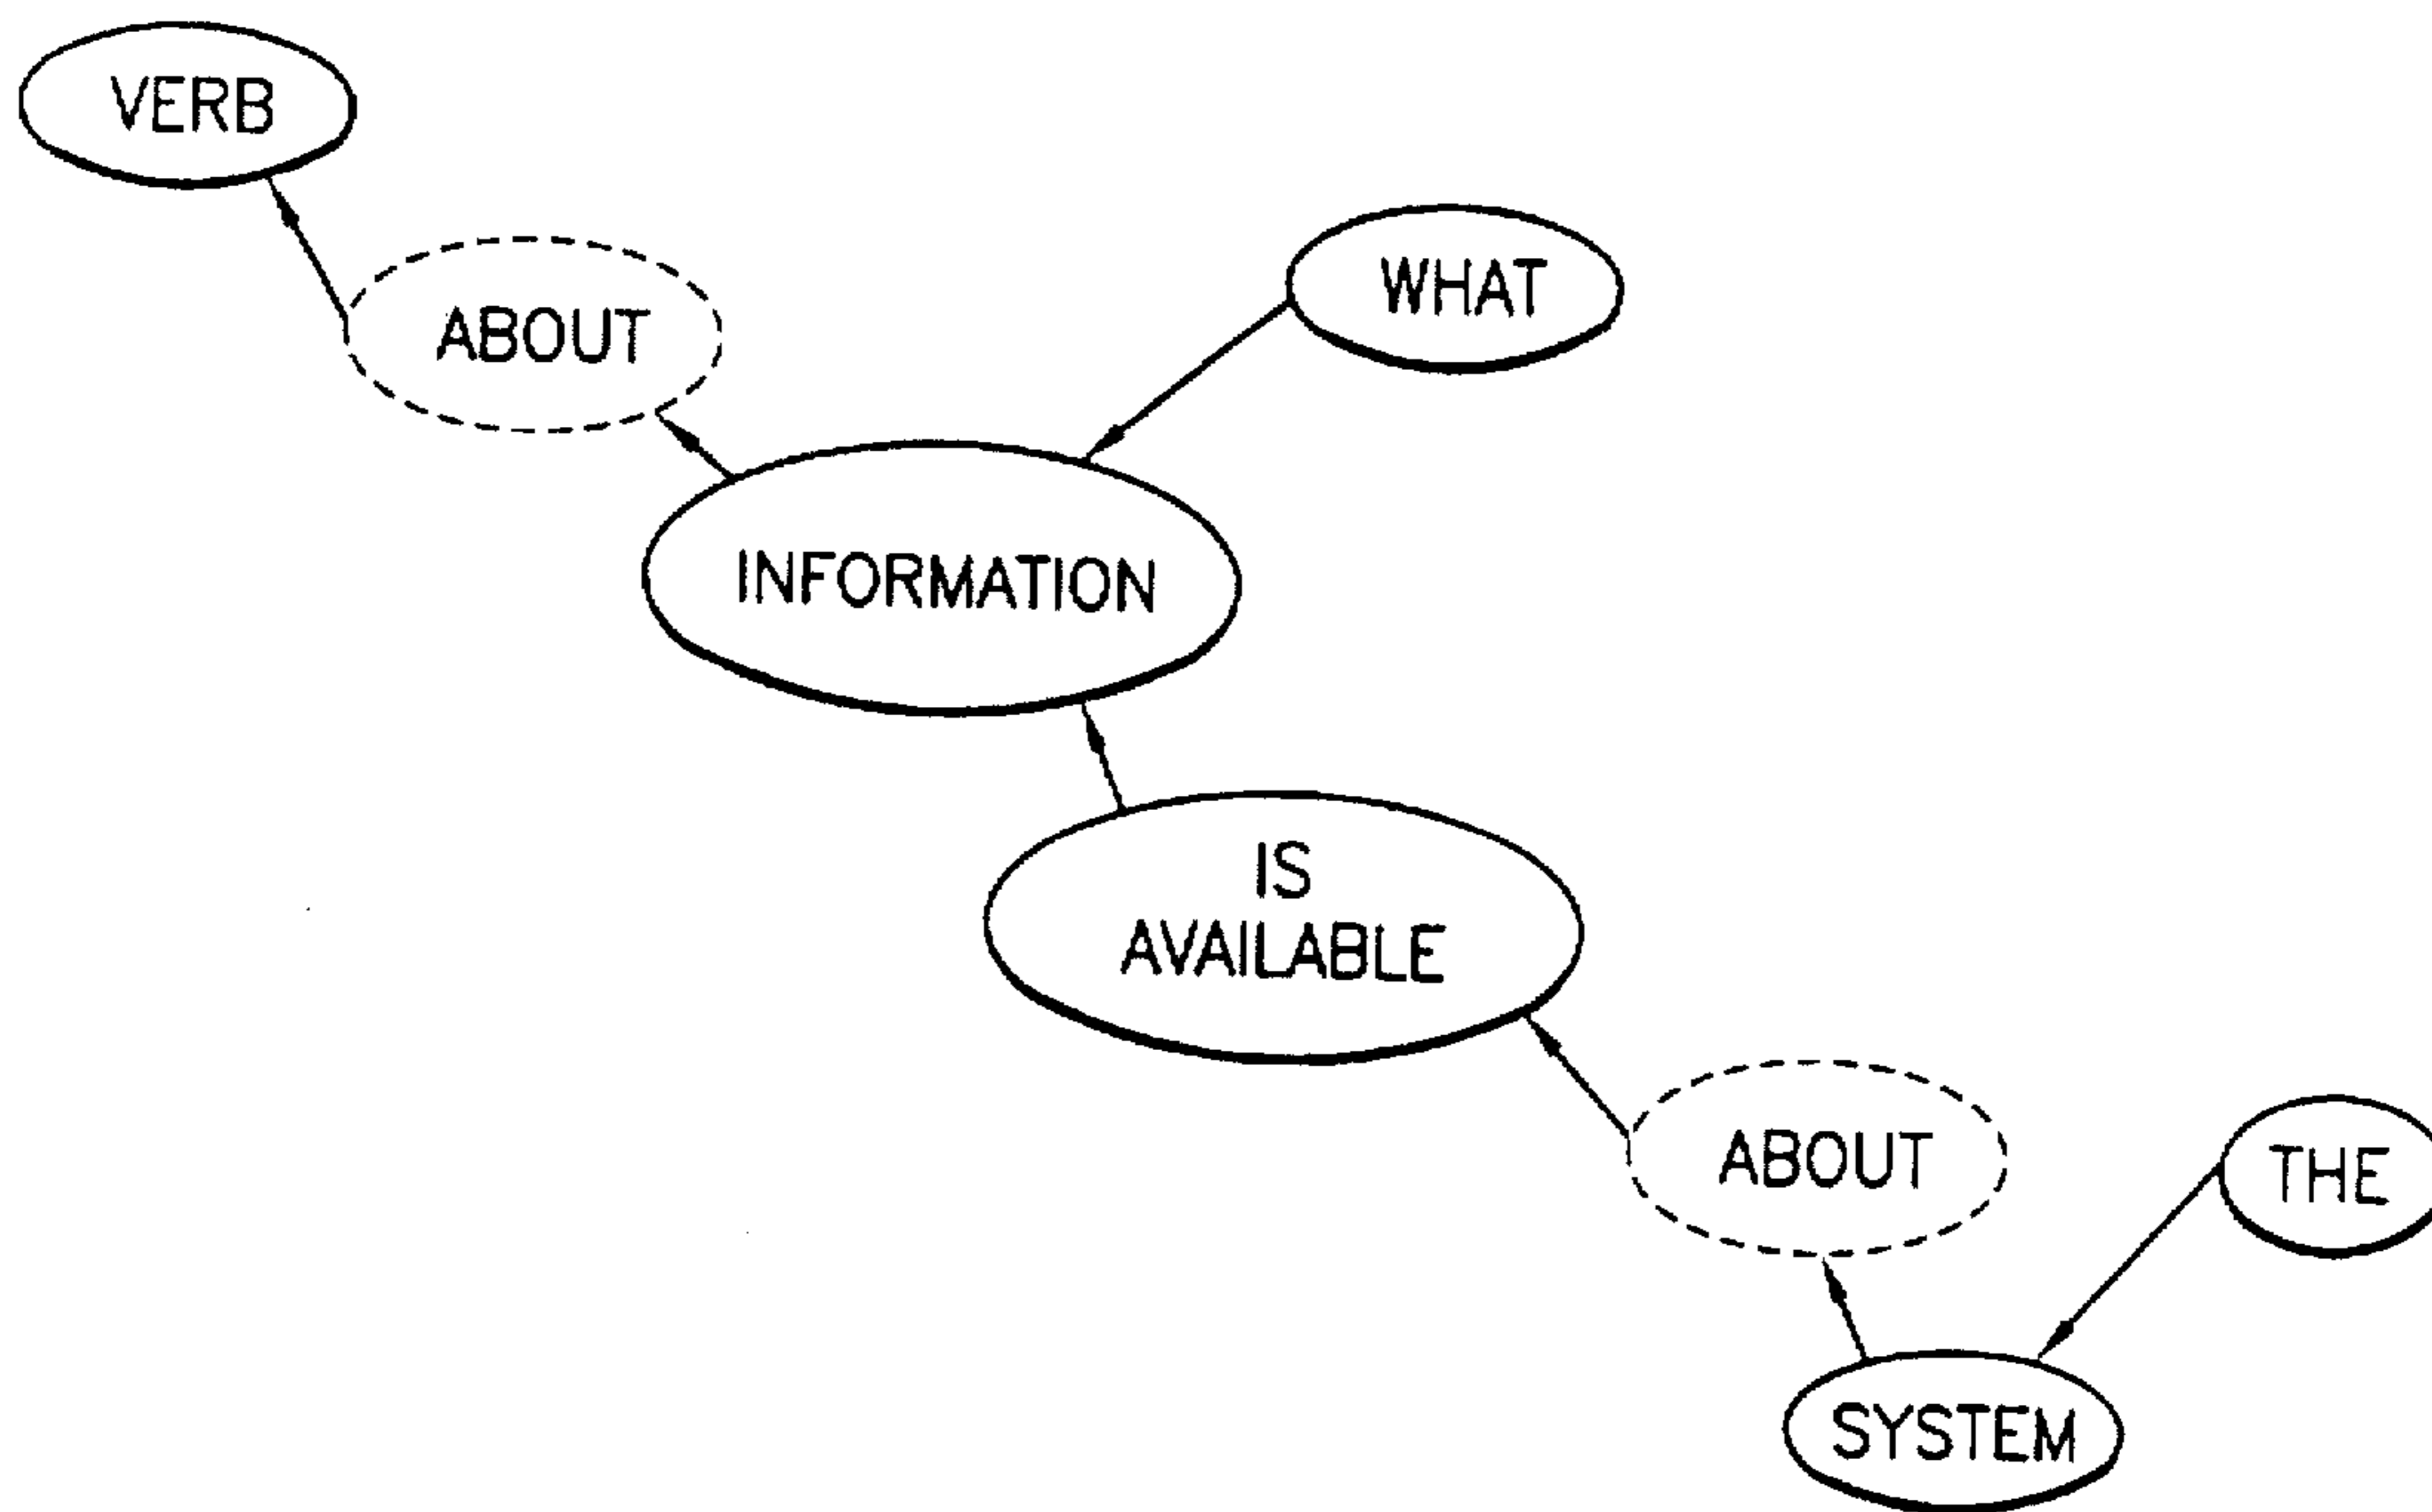 VERB
WHAT
ABOUT
INFORMATION
IS
AVAILABLE
ABOUT
THE
SYSTEM